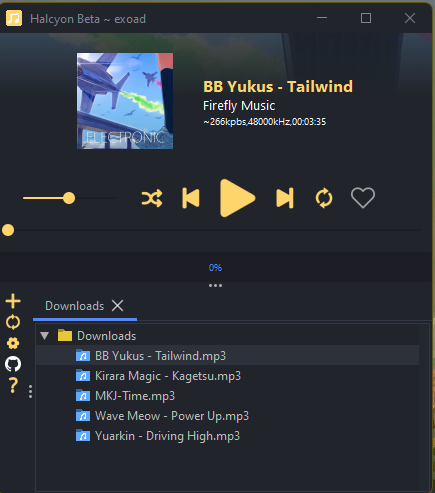 Halcyon Beta ~ exoad
BB Yukus - Tailwind
Firefly Music
~266kpbs,48000kHz,00:03:35
ELECTRONIC
0%
Downloads
Downloads
BB Yukus - Tailwind.mp3
Kirara Magic - Kagetsu.mp3
MKJ-Time.mp3
Wave Meow - Power Up.mp3
Yuarkin - Driving High.mp3